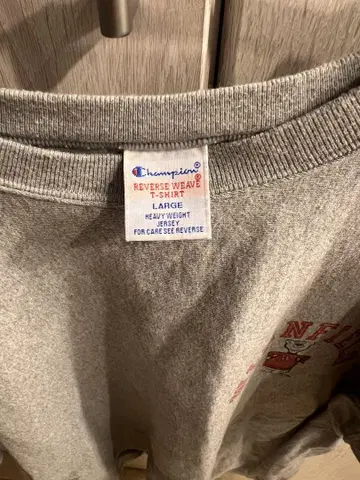 Champion®
REVERSE WEAVE®
T-SHIRT
LARGE
HEAVY WEIGHT
JERSEY
FOR CARE SEE REVERSE